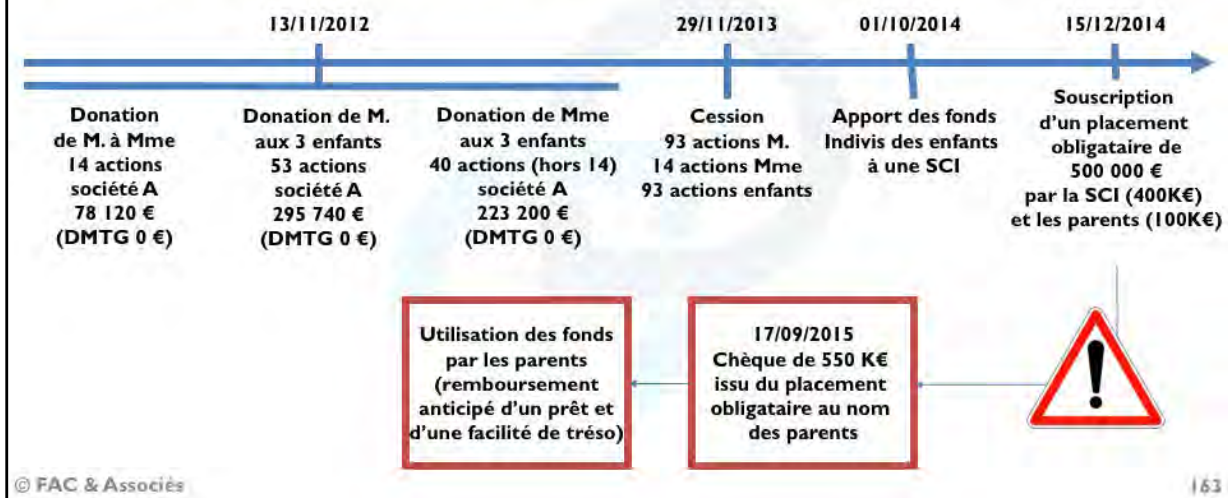 13/11/2012
29/11/2013
01/10/2014
15/12/2014
Donation
de M. à Mme
14 actions
société A
78 120 €
(DMTG 0 €)
Donation de M.
aux 3 enfants
53 actions
société A
295 740 €
(DMTG 0 €)
Donation de Mme
aux 3 enfants
40 actions (hors 14)
société A
223 200 €
(DMTG 0 €)
Cession
93 actions M.
14 actions Mme
93 actions enfants
Apport des fonds
Indivis des enfants
à une SCI
Souscription
d'un placement
obligataire de
500 000 €
par la SCI (400K€)
et les parents (100K€)
Utilisation des fonds
par les parents
(remboursement
anticipé d'un prêt et
d'une facilité de tréso)
17/09/2015
Chèque de 550 K€
issu du placement
obligataire au nom
des parents
!
© FAC & Associés
163